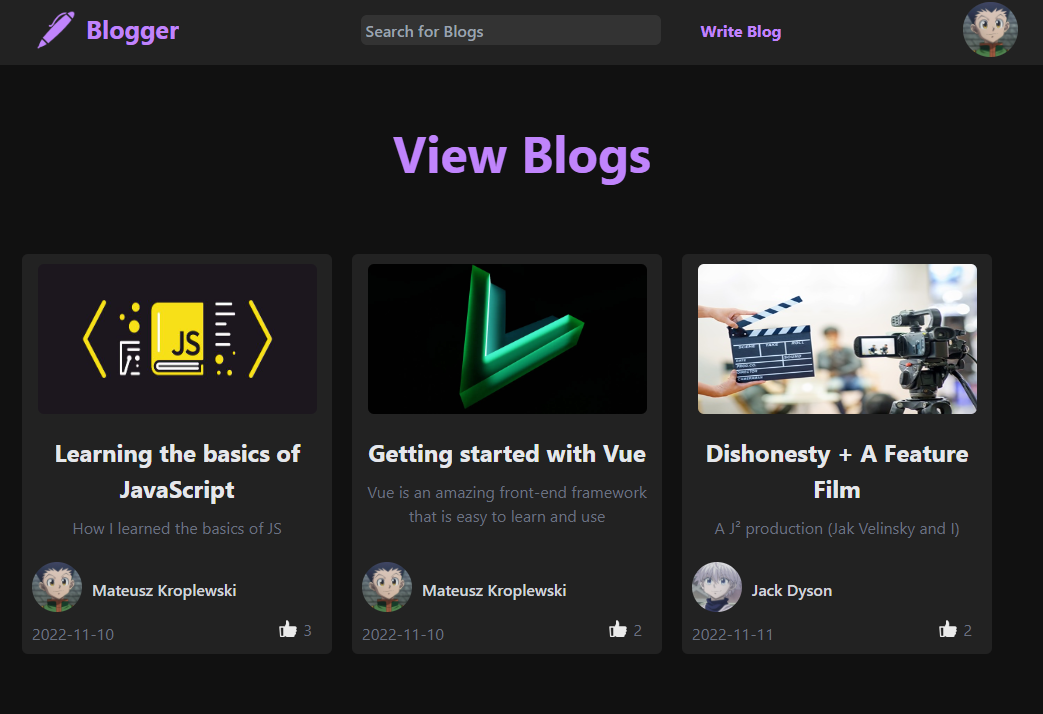 Blogger
Search for Blogs
Write Blog
View Blogs
JS
Learning the basics of
JavaScript
How I learned the basics of JS
Mateusz Kroplewski
2022-11-10
3
Getting started with Vue
Vue is an amazing front-end framework
that is easy to learn and use
Mateusz Kroplewski
2022-11-10
2
SCENE TAKE ROLL
Dishonesty + A Feature
Film
A J² production (Jak Velinsky and I)
Jack Dyson
2022-11-11
2